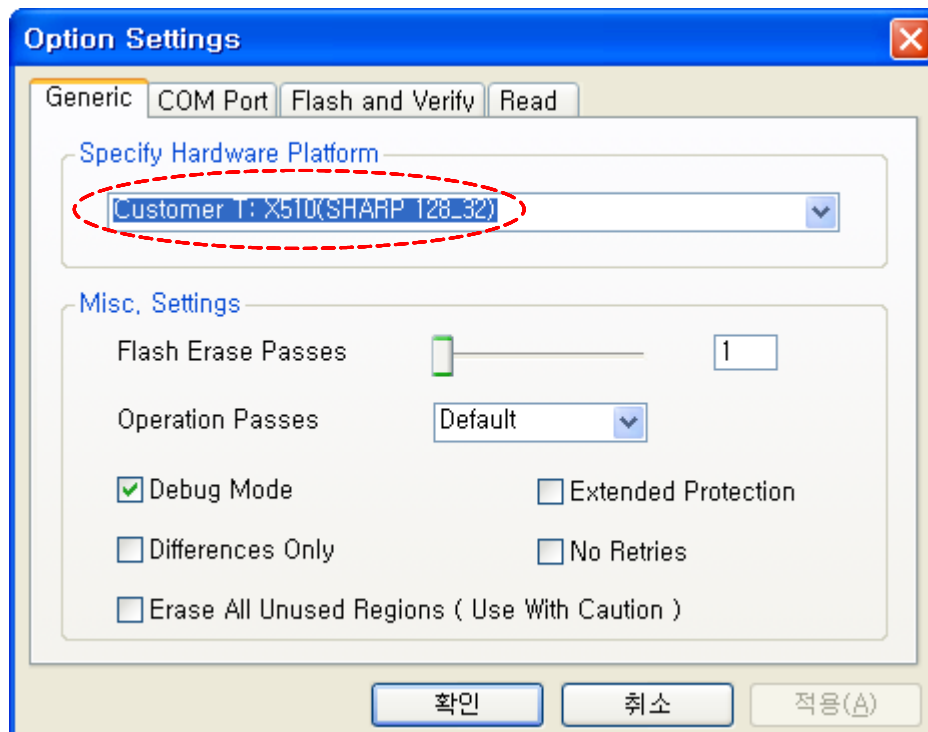 Option Settings
Generic COM Port Flash and Verify Read
Specify Hardware Platform
Customer T: X510(SHARP 128_32)
Misc, Settings
Flash Erase Passes 1
Operation Passes Default
Debug Mode Extended Protection
Differences Only No Retries
Erase All Unused Regions ( Use With Caution )
확인 취소 적용(A)